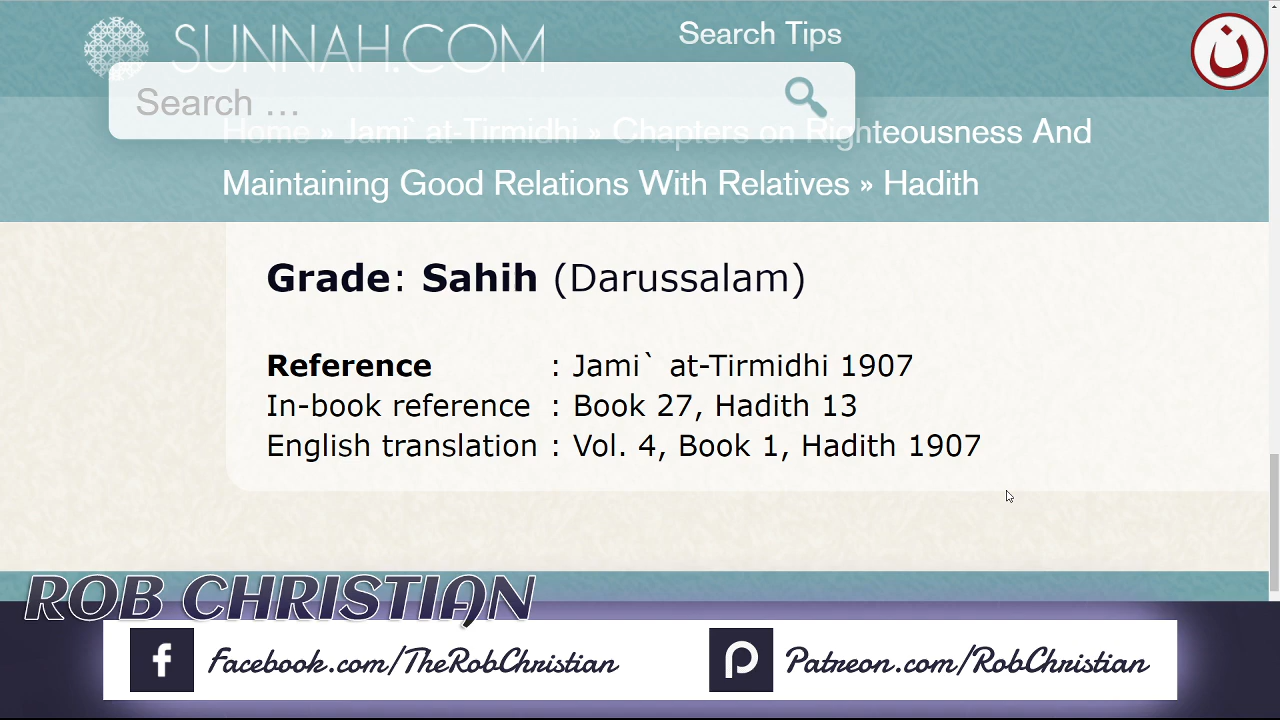 SUNNAH.COM
Search Tips
ن
Search ...
Home » Jami` at-Tirmidhi » Chapters on Righteousness And
Maintaining Good Relations With Relatives » Hadith
Grade: Sahih (Darussalam)
Reference : Jami` at-Tirmidhi 1907
In-book reference : Book 27, Hadith 13
English translation : Vol. 4, Book 1, Hadith 1907
ROB CHRISTIAN
f Facebook.com/TheRobChristian
Patreon.com/RobChristian